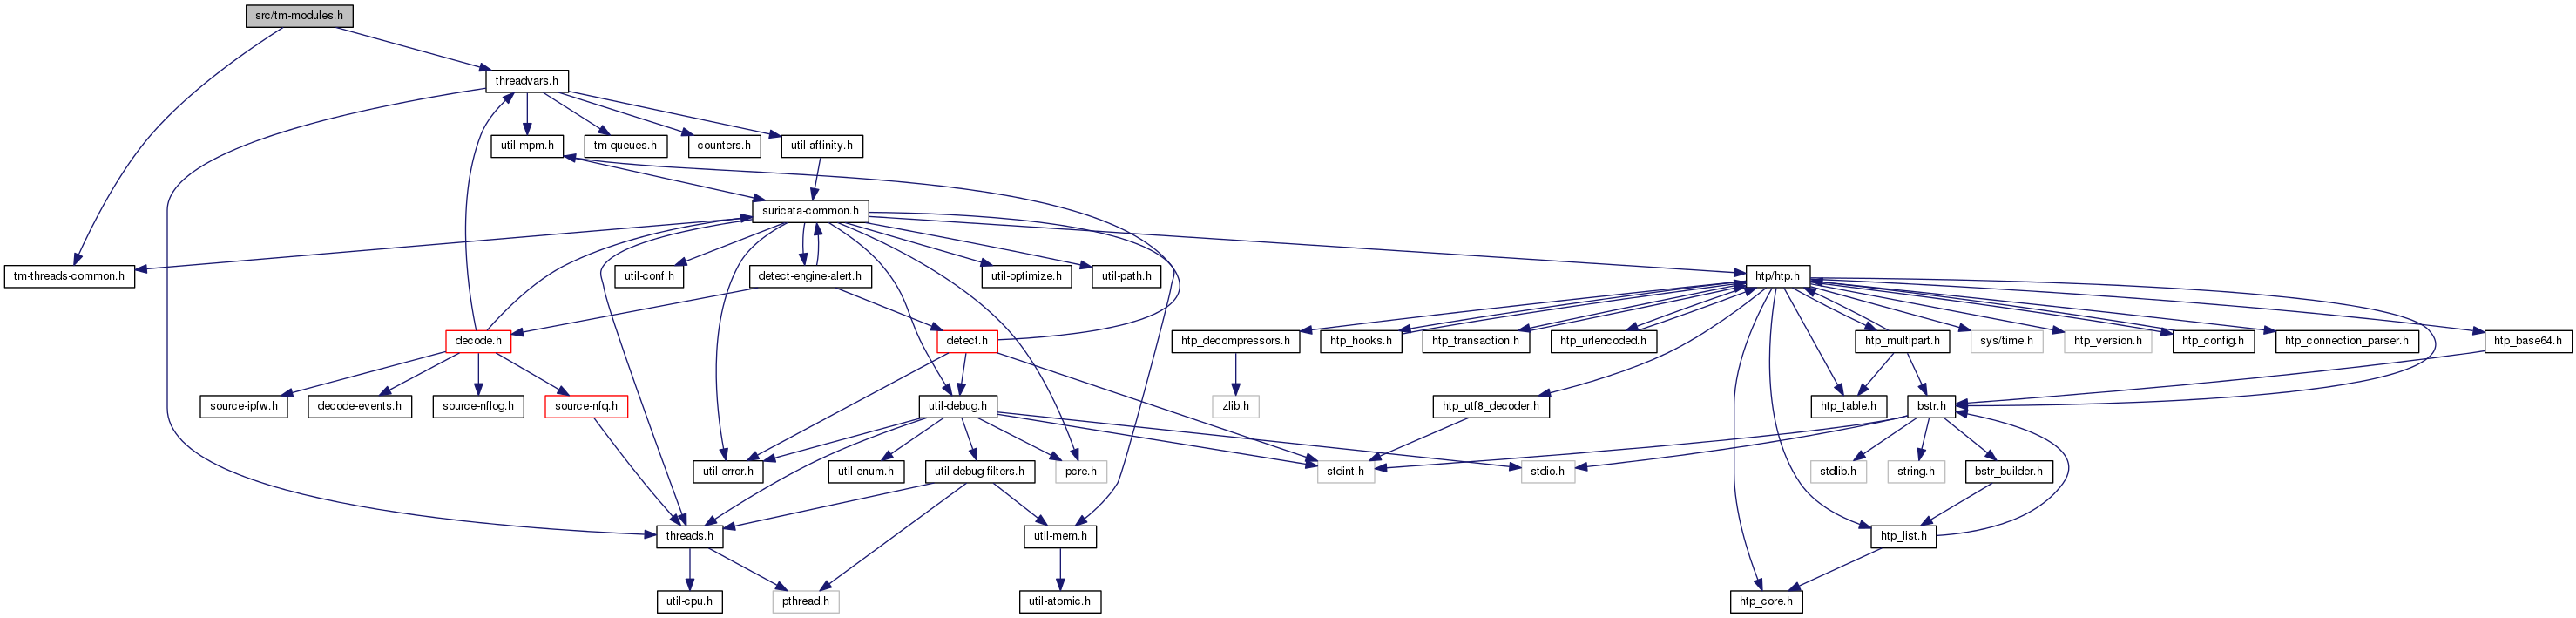 src/tm-modules.h
threadvars.h
util-mpm.h
tm-queues.h
counters.h
util-affinity.h
suricata-common.h
tm-threads-common.h
util-conf.h
detect-engine-alert.h
util-optimize.h
util-path.h
htp/htp.h
decode.h
detect.h
htp_decompressors.h
htp_hooks.h
htp_transaction.h
htp_urlencoded.h
htp_multipart.h
sys/time.h
htp_version.h
htp_config.h
htp_connection_parser.h
htp_base64.h
source-ipfw.h
decode-events.h
source-nflog.h
source-nfq.h
util-debug.h
zlib.h
htp_utf8_decoder.h
htp_table.h
bstr.h
util-error.h
util-enum.h
util-debug-filters.h
pcre.h
stdint.h
stdio.h
stdlib.h
string.h
bstr_builder.h
threads.h
util-mem.h
htp_list.h
util-cpu.h
pthread.h
util-atomic.h
htp_core.h